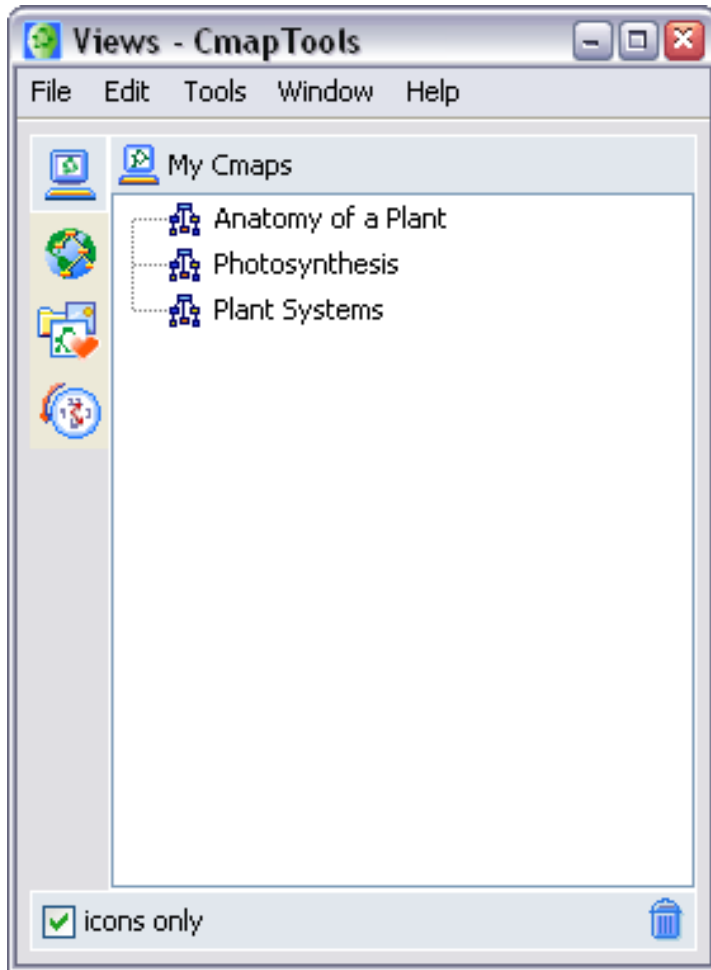 Views - CmapTools
File Edit Tools Window Help
My Cmaps
Anatomy of a Plant
Photosynthesis
Plant Systems
icons only